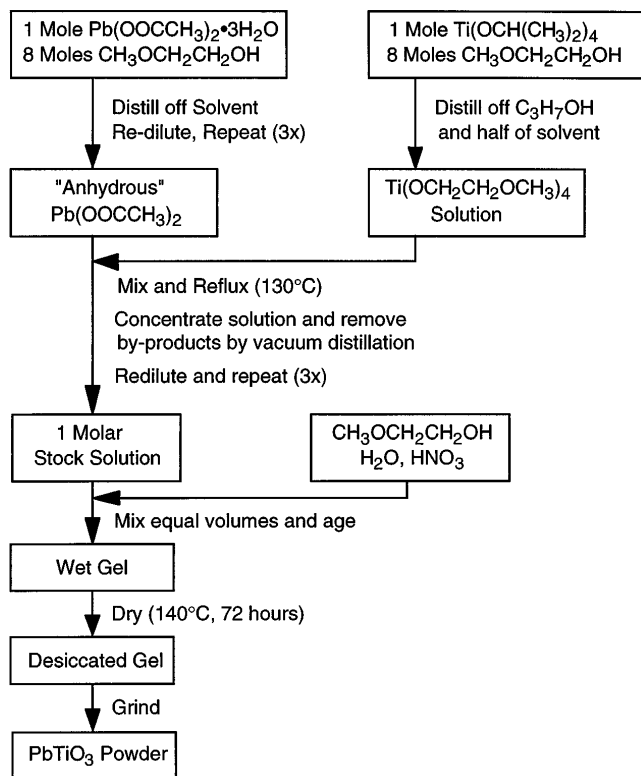 1 Mole Pb(OOCCH₃)₂•3H₂O
8 Moles CH₃OCH₂CH₂OH
1 Mole Ti(OCH(CH₃)₂)₄
8 Moles CH₃OCH₂CH₂OH
Distill off Solvent
Re-dilute, Repeat (3x)
Distill off C₃H₇OH
and half of solvent
"Anhydrous"
Pb(OOCCH₃)₂
Ti(OCH₂CH₂OCH₃)₄
Solution
Mix and Reflux (130°C)
Concentrate solution and remove
by-products by vacuum distillation
Redilute and repeat (3x)
1 Molar
Stock Solution
CH₃OCH₂CH₂OH
H₂O, HNO₃
Mix equal volumes and age
Wet Gel
Dry (140°C, 72 hours)
Desiccated Gel
Grind
PbTiO₃ Powder